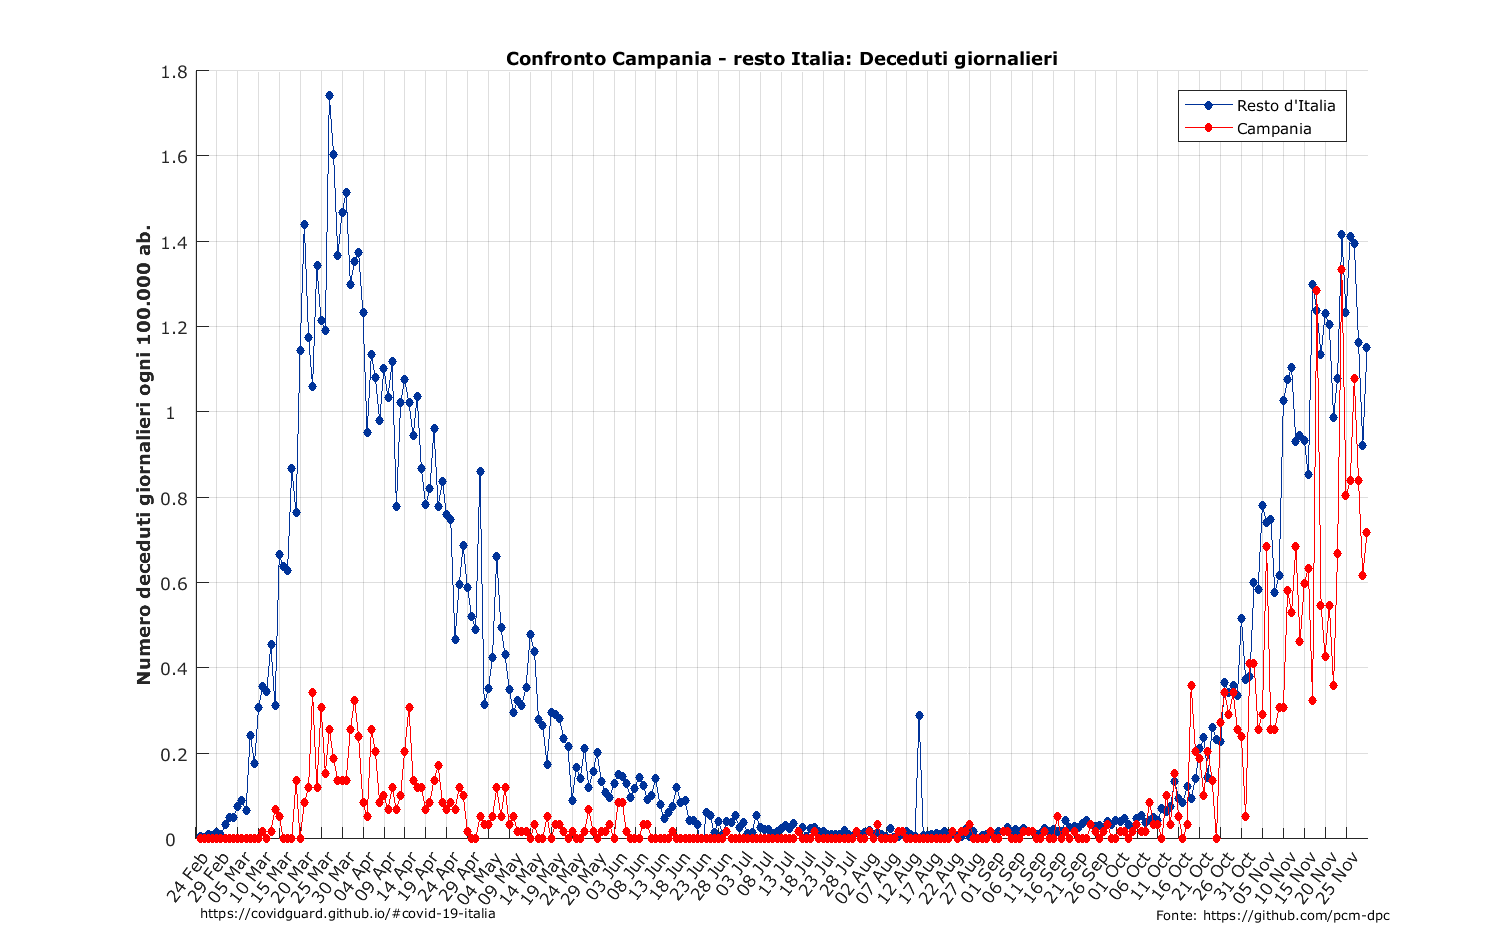 Confronto Campania - resto Italia: Deceduti giornalieri
Resto d'Italia
Campania
Numero deceduti giornalieri ogni 100.000 ab.
1.8
1.6
1.4
1.2
1
0.8
0.6
0.4
0.2
0
24 Feb
29 Feb
05 Mar
10 Mar
15 Mar
20 Mar
25 Mar
30 Mar
04 Apr
09 Apr
14 Apr
19 Apr
24 Apr
29 Apr
04 May
09 May
14 May
19 May
24 May
29 May
03 Jun
08 Jun
13 Jun
18 Jun
23 Jun
28 Jun
03 Jul
08 Jul
13 Jul
18 Jul
23 Jul
28 Jul
02 Aug
07 Aug
12 Aug
17 Aug
22 Aug
27 Aug
01 Sep
06 Sep
11 Sep
16 Sep
21 Sep
26 Sep
01 Oct
06 Oct
11 Oct
16 Oct
21 Oct
26 Oct
31 Oct
05 Nov
10 Nov
15 Nov
20 Nov
25 Nov
https://covidguard.github.io/#covid-19-italia
Fonte: https://github.com/pcm-dpc